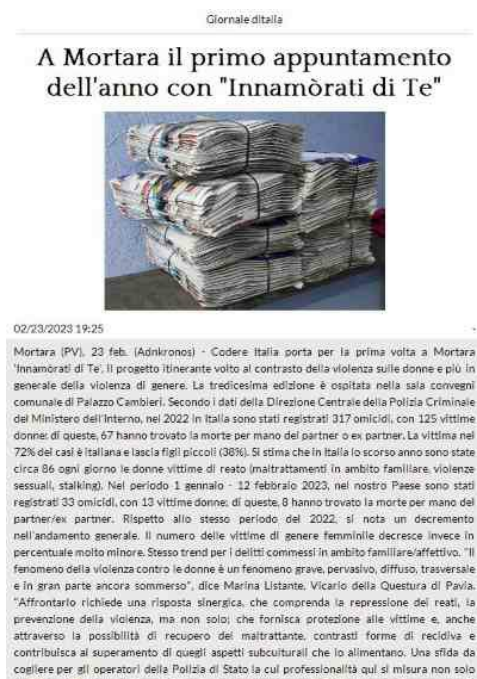 Giornale ditalia
A Mortara il primo appuntamento
dell'anno con "Innamòrati di Te"
02/23/2023 19:25
-
Mortara (PV), 23 feb. (Adnkronos) - Codere Italia porta per la prima volta a Mortara
'Innamòrati di Te', il progetto itinerante volto al contrasto della violenza sulle donne e più in
generale della violenza di genere. La tredicesima edizione è ospitata nella sala convegni
comunale di Palazzo Cambieri. Secondo i dati della Direzione Centrale della Polizia Criminale
del Ministero dell'Interno, nel 2022 in Italia sono stati registrati 317 omicidi, con 125 vittime
donne: di queste, 67 hanno trovato la morte per mano del partner o ex partner. La vittima nel
72% dei casi è italiana e lascia figli piccoli (38%). Si stima che in Italia lo scorso anno sono state
circa 86 ogni giorno le donne vittime di reato (maltrattamenti in ambito familiare, violenze
sessuali, stalking). Nel periodo 1 gennaio - 12 febbraio 2023, nel nostro Paese sono stati
registrati 33 omicidi, con 13 vittime donne; di queste, 8 hanno trovato la morte per mano del
partner/ex partner. Rispetto allo stesso periodo del 2022, si nota un decremento
nell'andamento generale. Il numero delle vittime di genere femminile decresce invece in
percentuale molto minore. Stesso trend per i delitti commessi in ambito familiare/affettivo. "Il
fenomeno della violenza contro le donne è un fenomeno grave, pervasivo, diffuso, trasversale
e in gran parte ancora sommerso", dice Marina Listante, Vicario della Questura di Pavia.
"Affrontarlo richiede una risposta sinergica, che comprenda la repressione dei reati, la
prevenzione della violenza, ma non solo; che fornisca protezione alle vittime e, anche
attraverso la possibilità di recupero del maltrattante, contrasti forme di recidiva e
contribuisca al superamento di quegli aspetti subculturali che lo alimentano. Una sfida da
cogliere per gli operatori della Polizia di Stato la cui professionalità qui si misura non solo